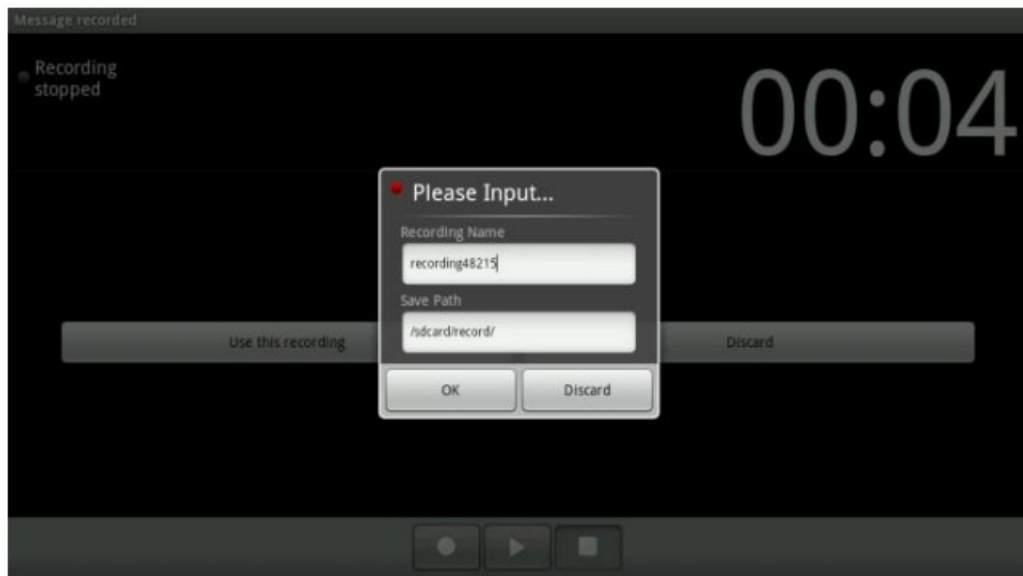 Message recorded
Recording
stopped
00:04
Please Input...
Recording Name
recording48215
Save Path
/sdcard/record/
Use this recording
Discard
OK
Discard